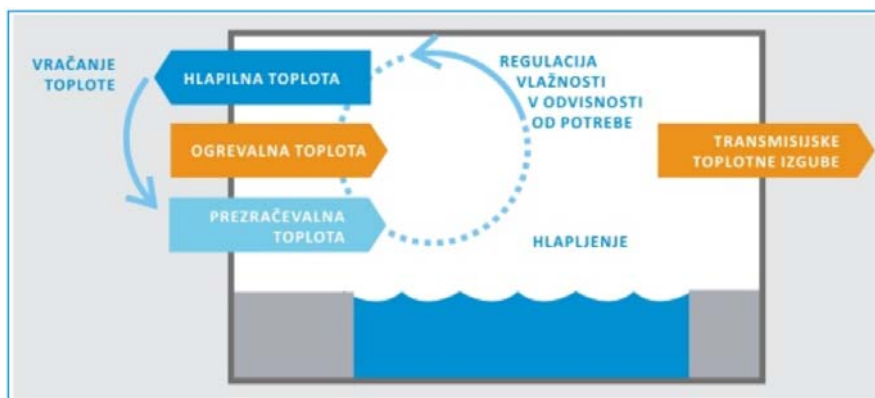 VRAČANJE
TOPLOTE
HLAPILNA TOPLOTA
OGREVALNA TOPLOTA
PREZRAČEVALNA
TOPLOTA
REGULACIJA
VLAŽNOSTI
V ODVISNOSTI
OD POTREBE
TRANSMISIJSKE
TOPLOTNE IZGUBE
HLAPLJENJE